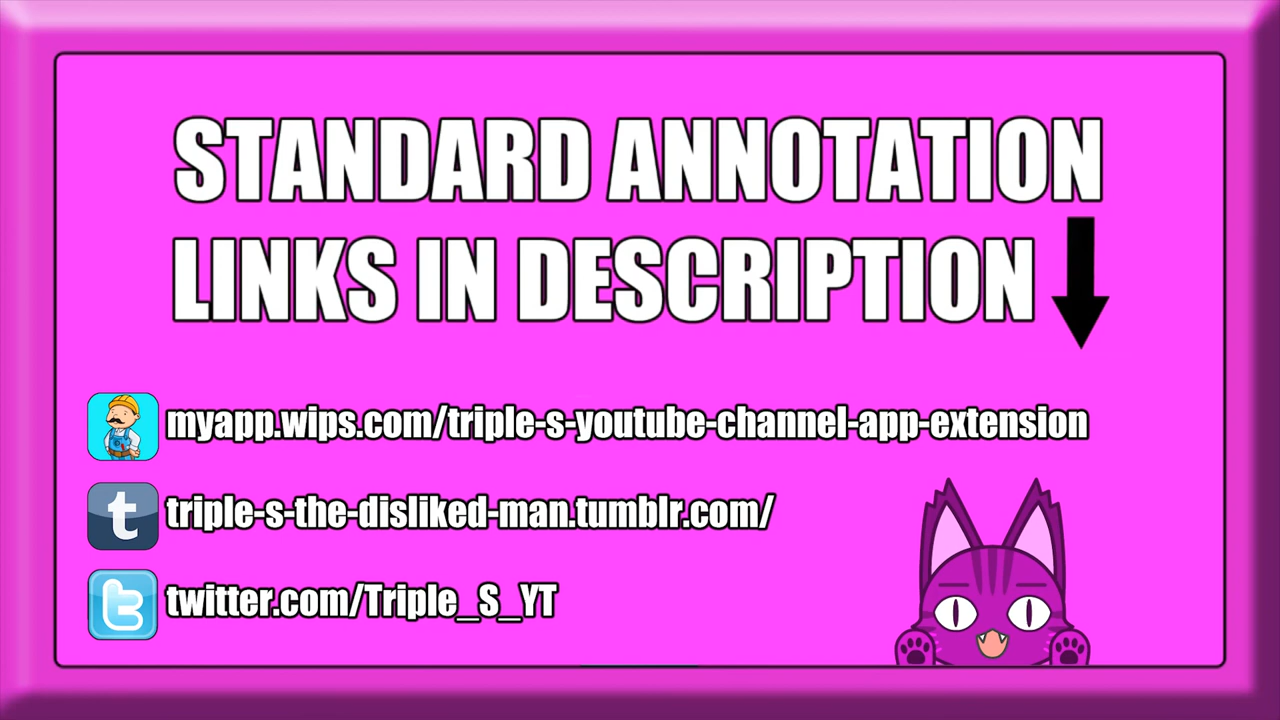 STANDARD ANNOTATION
LINKS IN DESCRIPTION
myapp.wips.com/triple-s-youtube-channel-app-extension
t triple-s-the-disliked-man.tumblr.com/
t twitter.com/Triple_S_YT